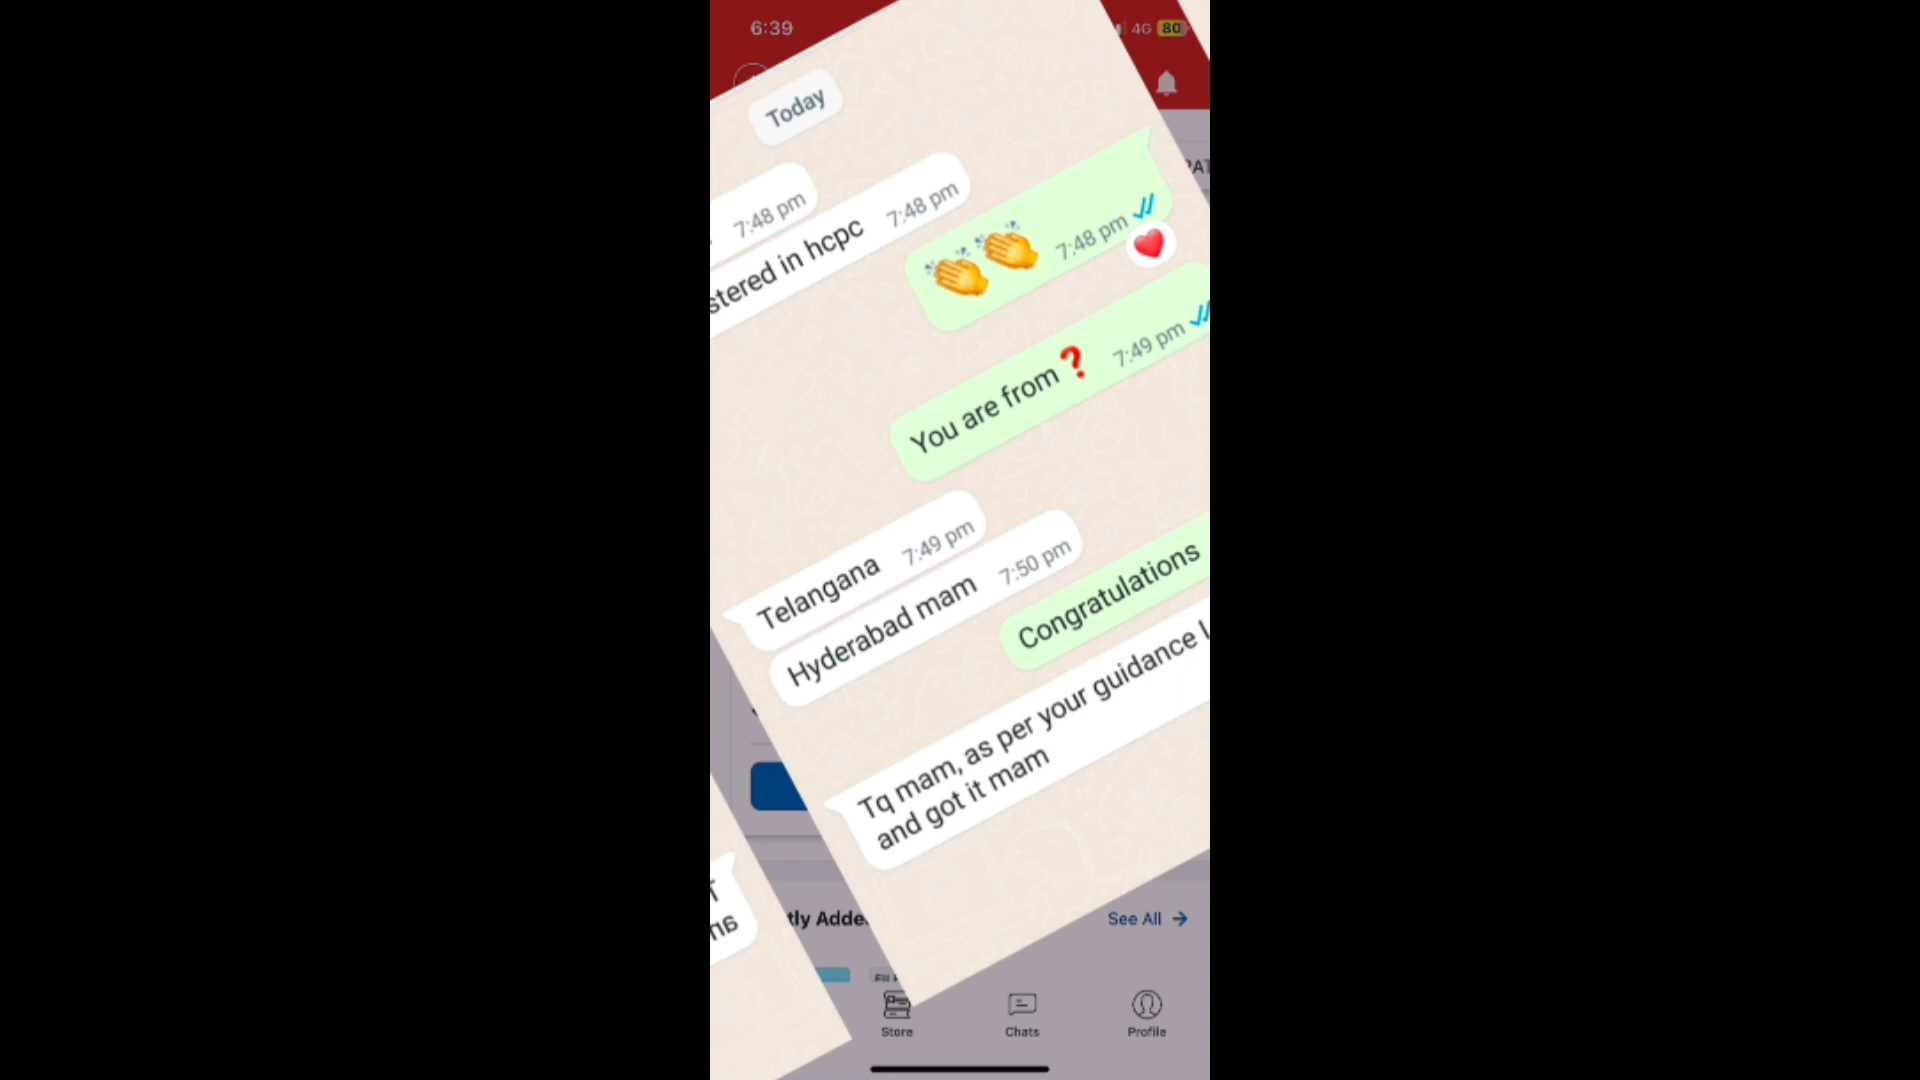 6:39
4G 80
Today
7:48 pm
stered in hcpc 7:48 pm
👏👏 7:48 pm
You are from❓ 7:49 pm
Telangana 7:49 pm
Hyderabad mam 7:50 pm
Congratulations
Tq mam, as per your guidance
and got it mam
tly Adde
See All →
Store
Chats
Profile